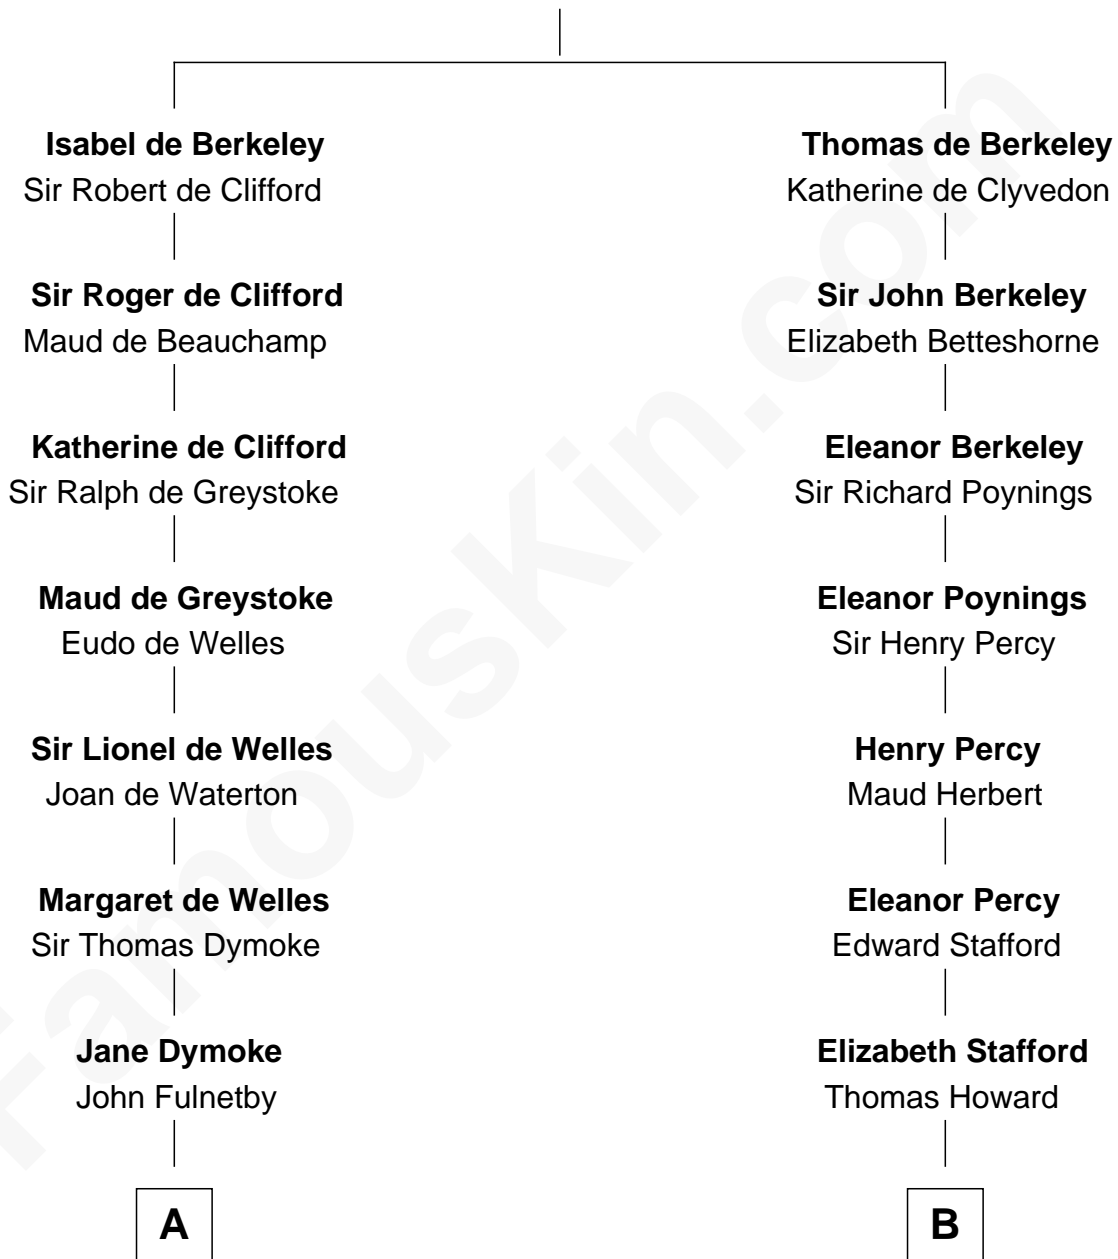 Isabel de Berkeley
Sir Robert de Clifford
Sir Roger de Clifford
Maud de Beauchamp
Katherine de Clifford
Sir Ralph de Greystoke
Maud de Greystoke
Eudo de Welles
Sir Lionel de Welles
Joan de Waterton
Margaret de Welles
Sir Thomas Dymoke
Jane Dymoke
John Fulnetby
A
Thomas de Berkeley
Katherine de Clyvedon
Sir John Berkeley
Elizabeth Betteshorne
Eleanor Berkeley
Sir Richard Poynings
Eleanor Poynings
Sir Henry Percy
Henry Percy
Maud Herbert
Eleanor Percy
Edward Stafford
Elizabeth Stafford
Thomas Howard
B
FamousKin.com